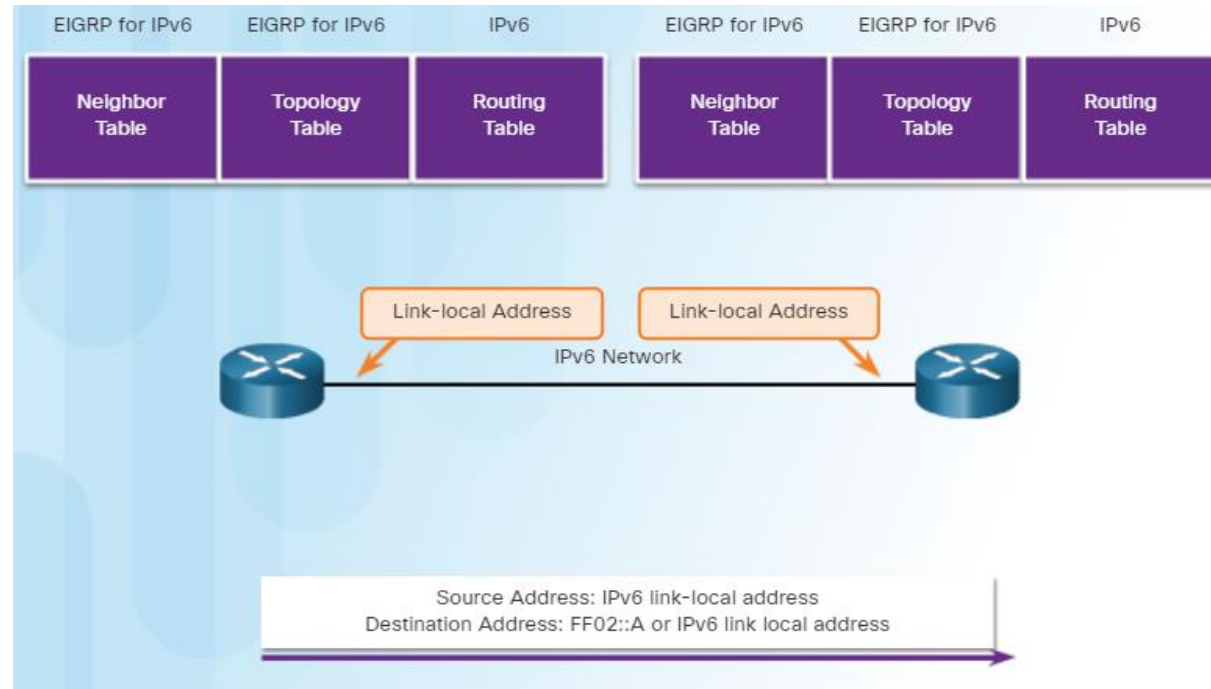 EIGRP for IPv6 EIGRP for IPv6 IPv6 EIGRP for IPv6 EIGRP for IPv6 IPv6
Neighbor Table
Topology Table
Routing Table
Neighbor Table
Topology Table
Routing Table
Link-local Address Link-local Address
IPv6 Network
Source Address: IPv6 link-local address
Destination Address: FF02::A or IPv6 link local address